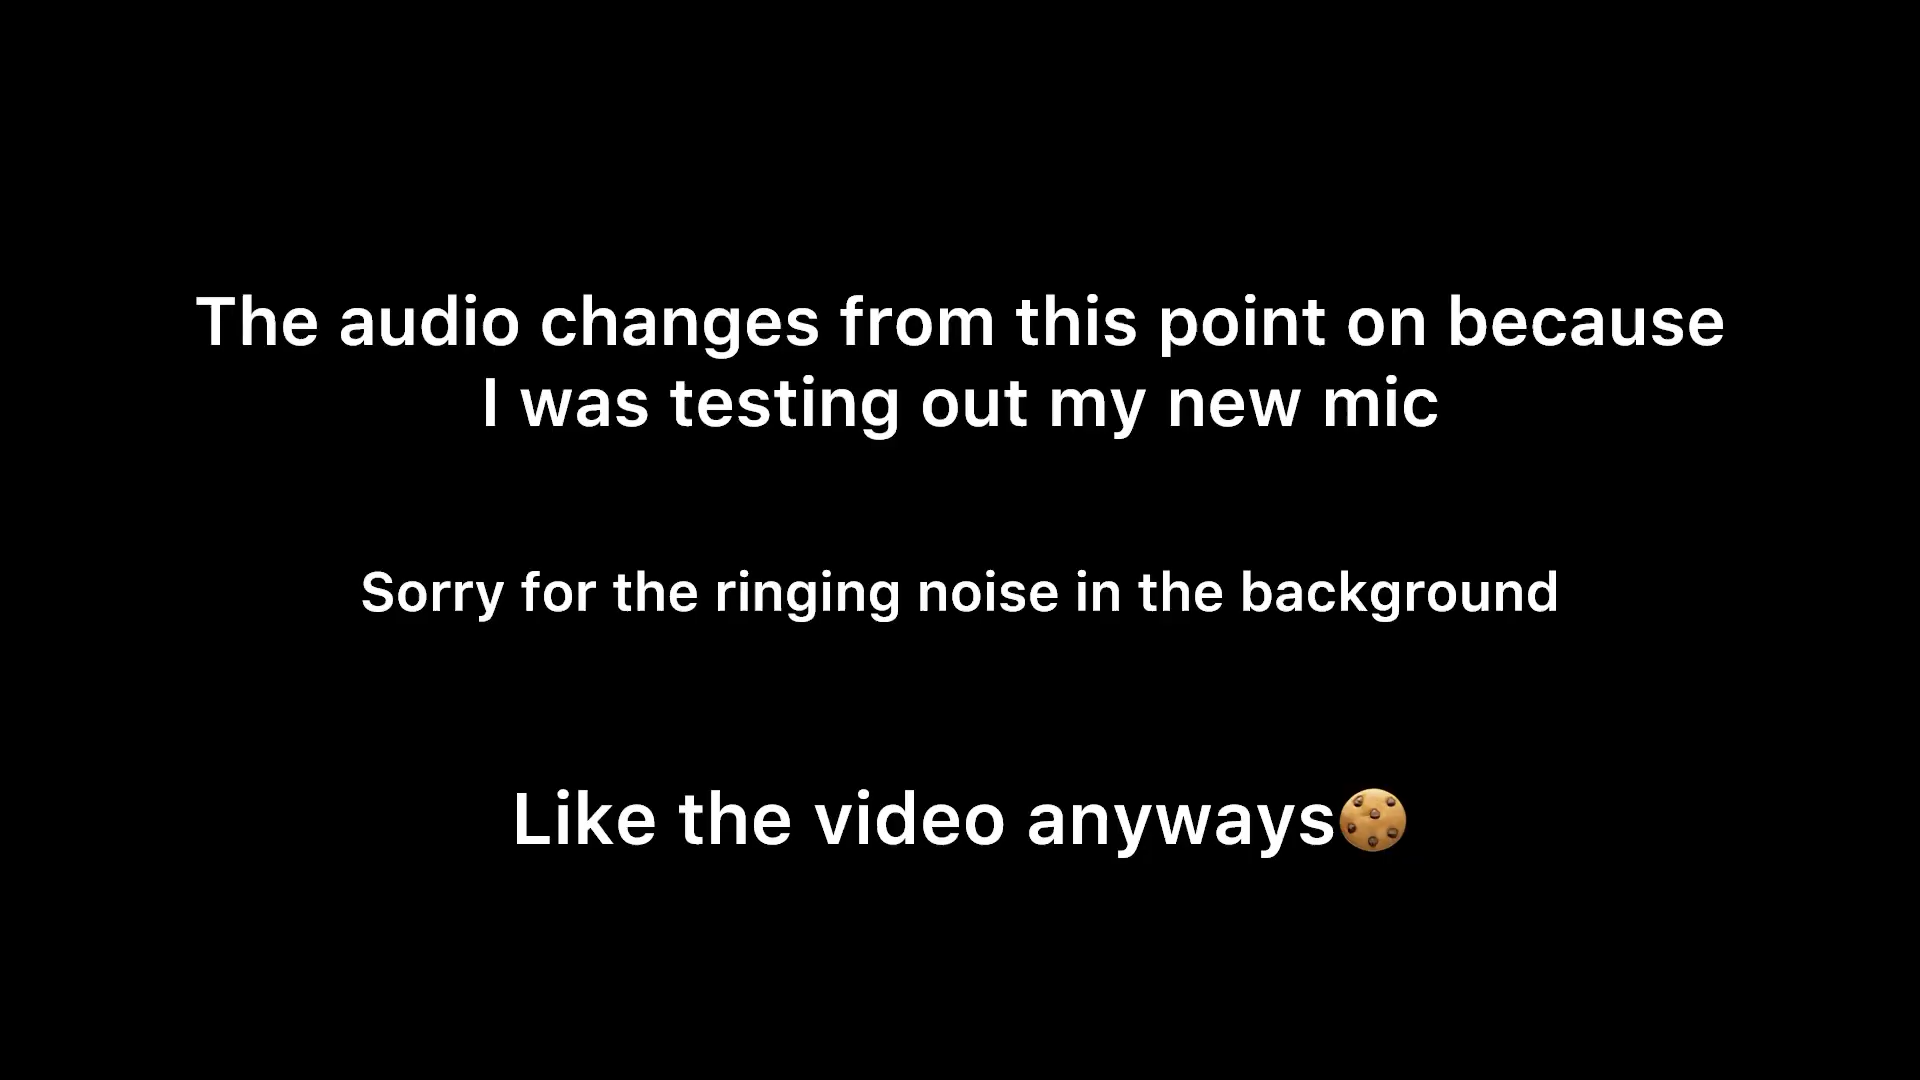 The audio changes from this point on because
I was testing out my new mic
Sorry for the ringing noise in the background
Like the video anyways🍪